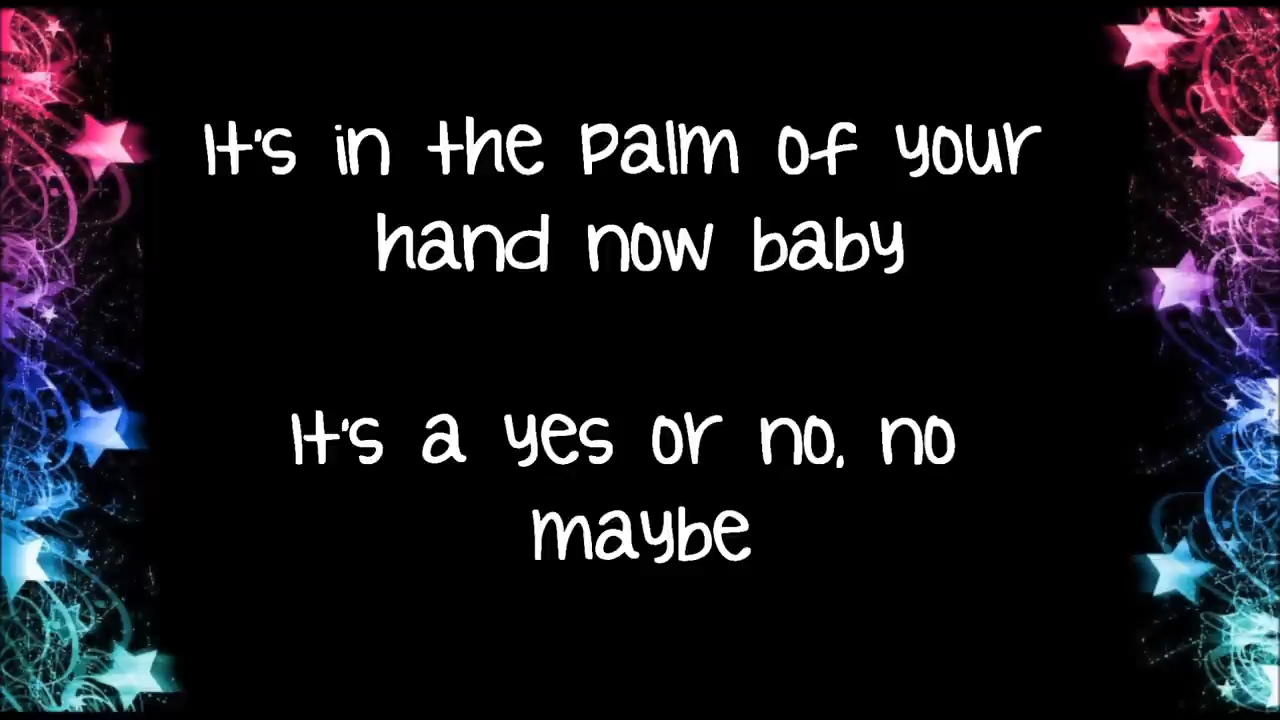 It's in the palm of your
hand now baby
It's a yes or no, no
maybe